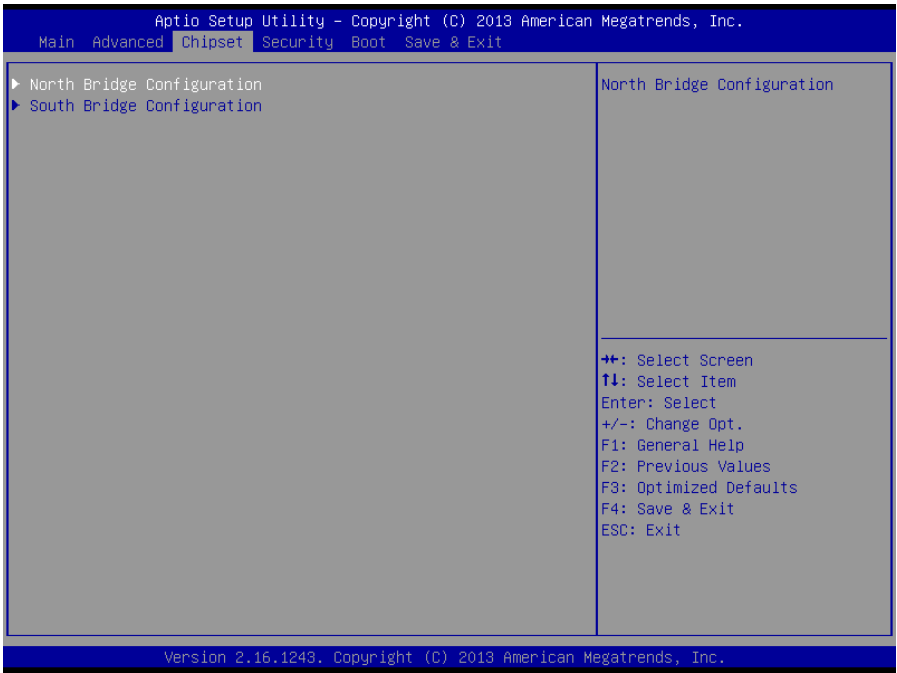 Aptio Setup Utility – Copyright (C) 2013 American Megatrends, Inc.
Main Advanced Chipset Security Boot Save & Exit
▶ North Bridge Configuration
▶ South Bridge Configuration
North Bridge Configuration
→←: Select Screen
↑↓: Select Item
Enter: Select
+/-: Change Opt.
F1: General Help
F2: Previous Values
F3: Optimized Defaults
F4: Save & Exit
ESC: Exit
Version 2.16.1243. Copyright (C) 2013 American Megatrends, Inc.